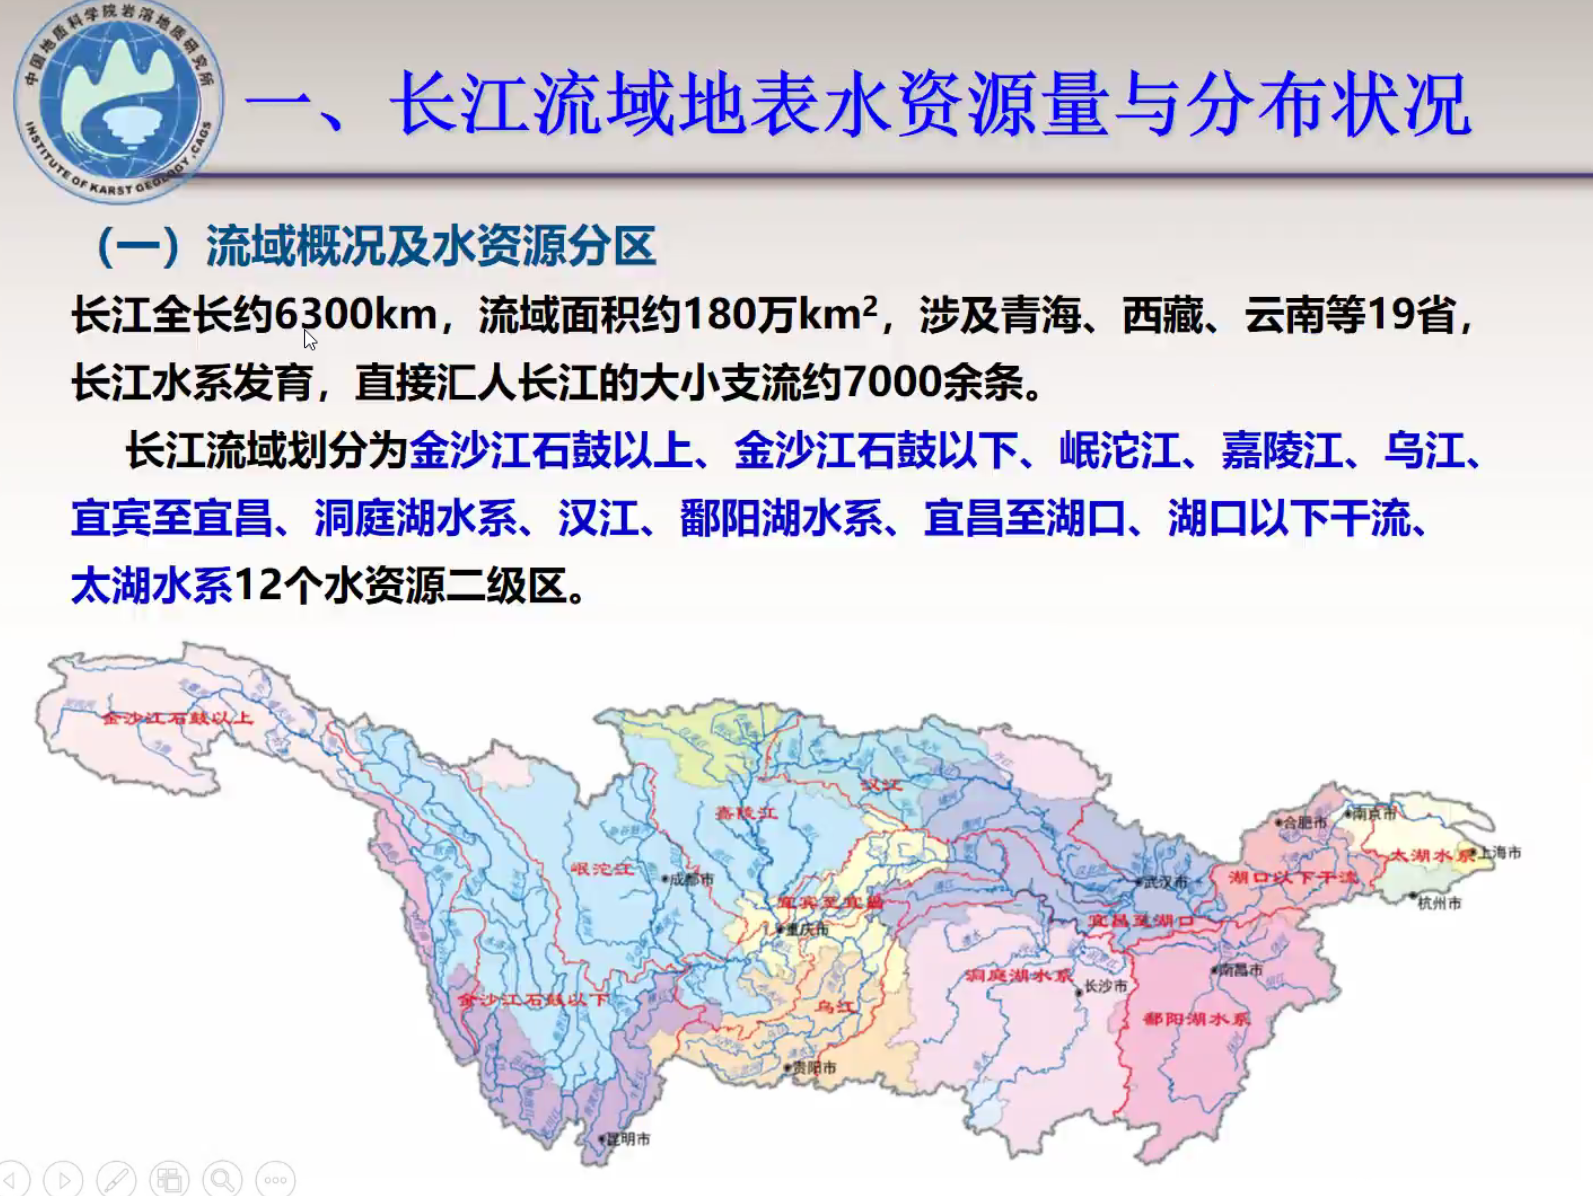 中国地质科学院岩溶地质研究所
INSTITUTE OF KARST GEOLOGY, CAGS
一、长江流域地表水资源量与分布状况
（一）流域概况及水资源分区
长江全长约6300km，流域面积约180万km²，涉及青海、西藏、云南等19省，
长江水系发育，直接汇人长江的大小支流约7000余条。
长江流域划分为金沙江石鼓以上、金沙江石鼓以下、岷沱江、嘉陵江、乌江、
宜宾至宜昌、洞庭湖水系、汉江、鄱阳湖水系、宜昌至湖口、湖口以下干流、
太湖水系12个水资源二级区。
金沙江石鼓以上
汉江
嘉陵江
合肥市
南京市
太湖水系
上海市
岷沱江
成都市
武汉市
湖口以下干流
杭州市
宜宾至宜昌
宜昌至湖口
重庆市
洞庭湖水系
南昌市
长沙市
金沙江石鼓以下
乌江
鄱阳湖水系
贵阳市
昆明市